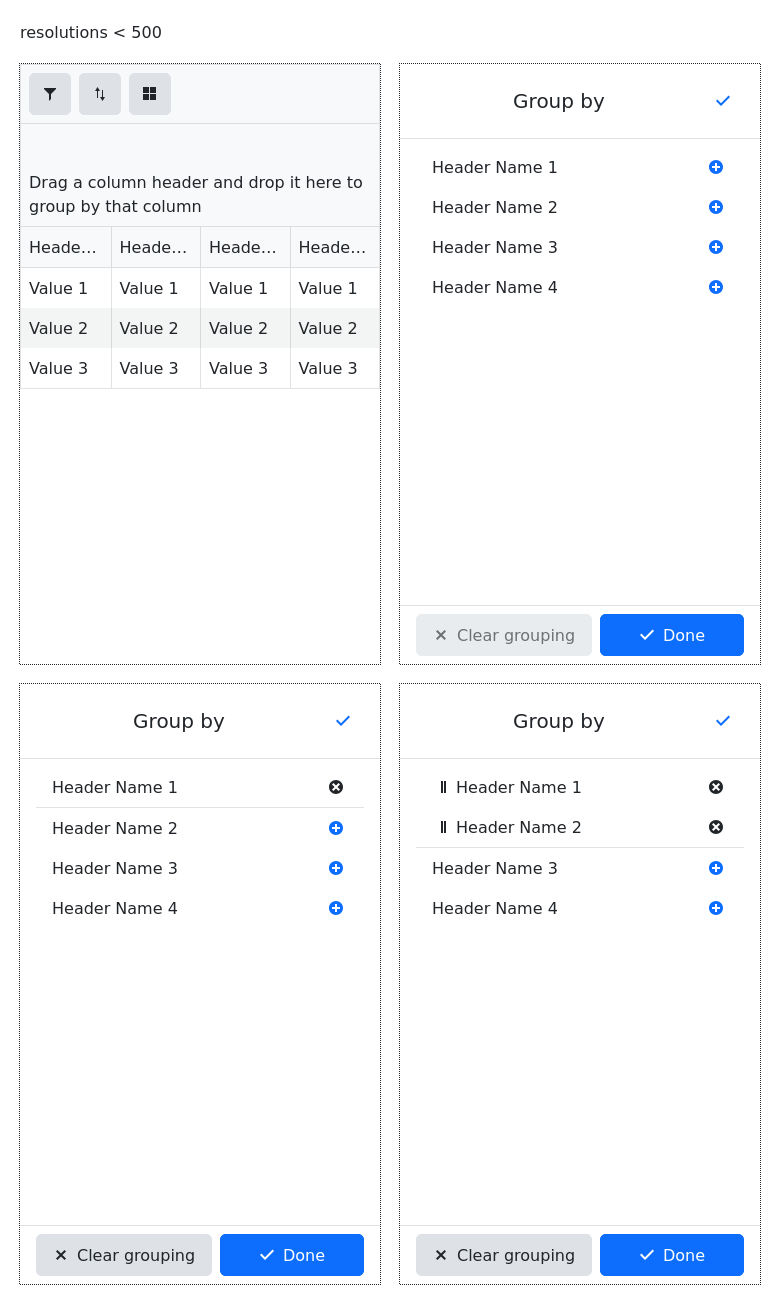 resolutions < 500
Drag a column header and drop it here to
group by that column
Heade… Heade… Heade… Heade…
Value 1 Value 1 Value 1 Value 1
Value 2 Value 2 Value 2 Value 2
Value 3 Value 3 Value 3 Value 3
Group by
Header Name 1
Header Name 2
Header Name 3
Header Name 4
Clear grouping Done
Group by
Header Name 1
Header Name 2
Header Name 3
Header Name 4
Clear grouping Done
Group by
Header Name 1
Header Name 2
Header Name 3
Header Name 4
Clear grouping Done